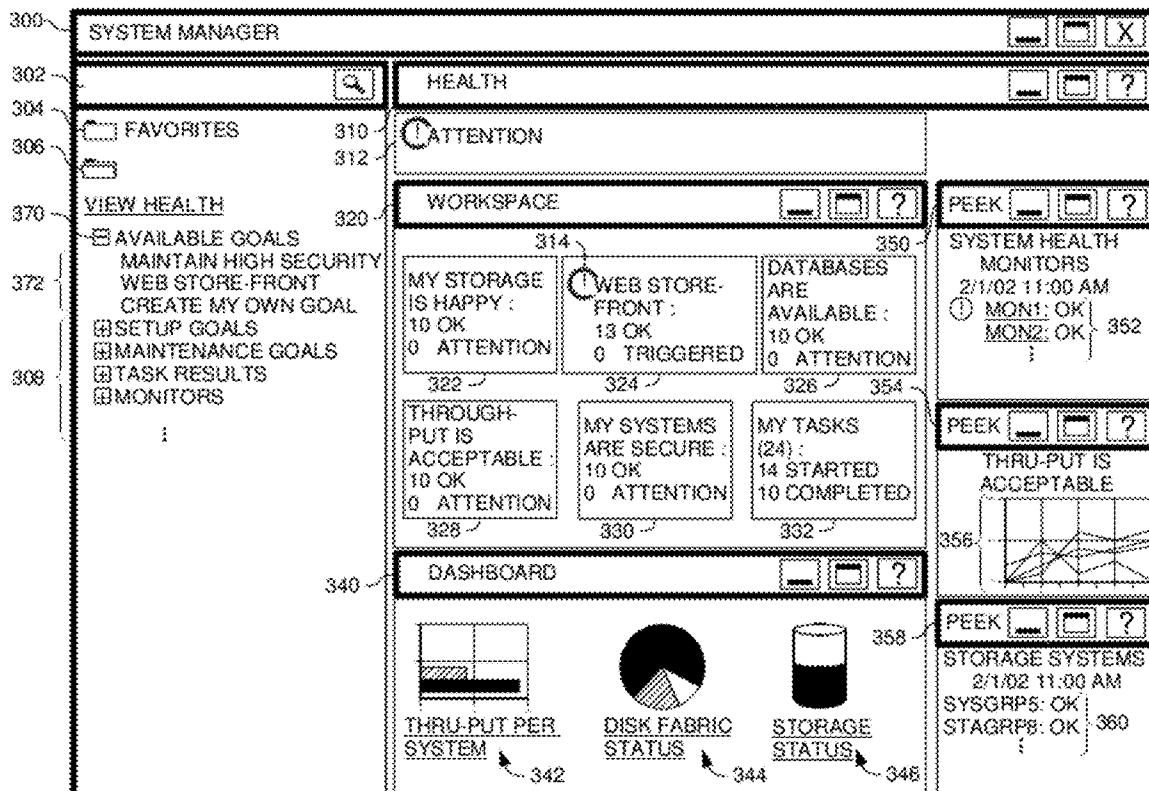 300
SYSTEM MANAGER
X
302
HEALTH
?
304
FAVORITES
306
310
312
! ATTENTION
VIEW HEALTH
370
AVAILABLE GOALS
372
MAINTAIN HIGH SECURITY
WEB STORE-FRONT
CREATE MY OWN GOAL
308
SETUP GOALS
MAINTENANCE GOALS
TASK RESULTS
MONITORS
320
WORKSPACE
?
314
MY STORAGE
IS HAPPY :
10 OK
0 ATTENTION
322
! WEB STORE-
FRONT :
13 OK
0 TRIGGERED
324
DATABASES
ARE
AVAILABLE :
10 OK
0 ATTENTION
326
THROUGH-
PUT IS
ACCEPTABLE :
10 OK
0 ATTENTION
328
MY SYSTEMS
ARE SECURE :
10 OK
0 ATTENTION
330
MY TASKS
(24) :
14 STARTED
10 COMPLETED
332
340
DASHBOARD
?
THRU-PUT PER
SYSTEM
342
DISK FABRIC
STATUS
344
STORAGE
STATUS
346
350
PEEK
?
SYSTEM HEALTH
MONITORS
2/1/02 11:00 AM
! MON1: OK
MON2: OK
352
354
PEEK
?
THRU-PUT IS
ACCEPTABLE
356
358
PEEK
?
STORAGE SYSTEMS
2/1/02 11:00 AM
SYSGRP5: OK
STAGRP8: OK
360